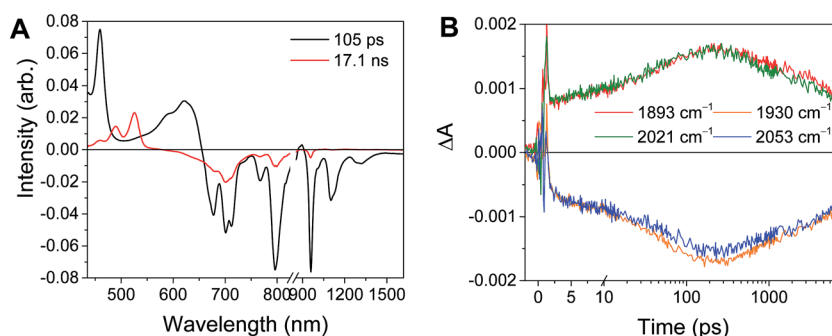 A
Intensity (arb.)
0.08
0.06
0.04
0.02
0.00
-0.02
-0.04
-0.06
-0.08
105 ps
17.1 ns
500 600 700 800 900 1200 1500
Wavelength (nm)
B
ΔA
0.002
0.001
0.000
-0.001
-0.002
1893 cm⁻¹ 1930 cm⁻¹
2021 cm⁻¹ 2053 cm⁻¹
0 5 10 100 1000
Time (ps)